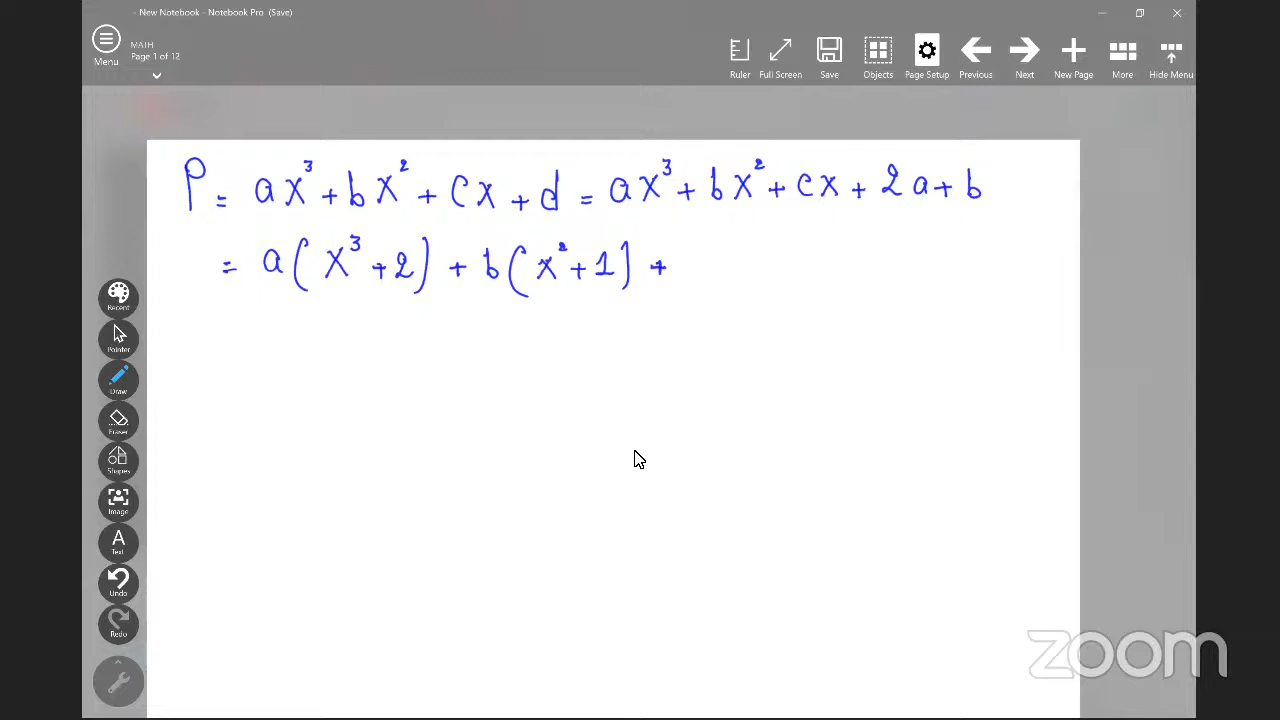 - New Notebook - Notebook Pro (Save)
Menu
MATH
Page 1 of 12
Ruler Full Screen Save Objects Page Setup Previous Next New Page More Hide Menu
P = ax³ + bx² + cx + d = ax³ + bx² + cx + 2a + b
= a(x³ + 2) + b(x² + 1) +
Recent
Pointer
Draw
Eraser
Shapes
Image
A
Text
Undo
Redo
zoom